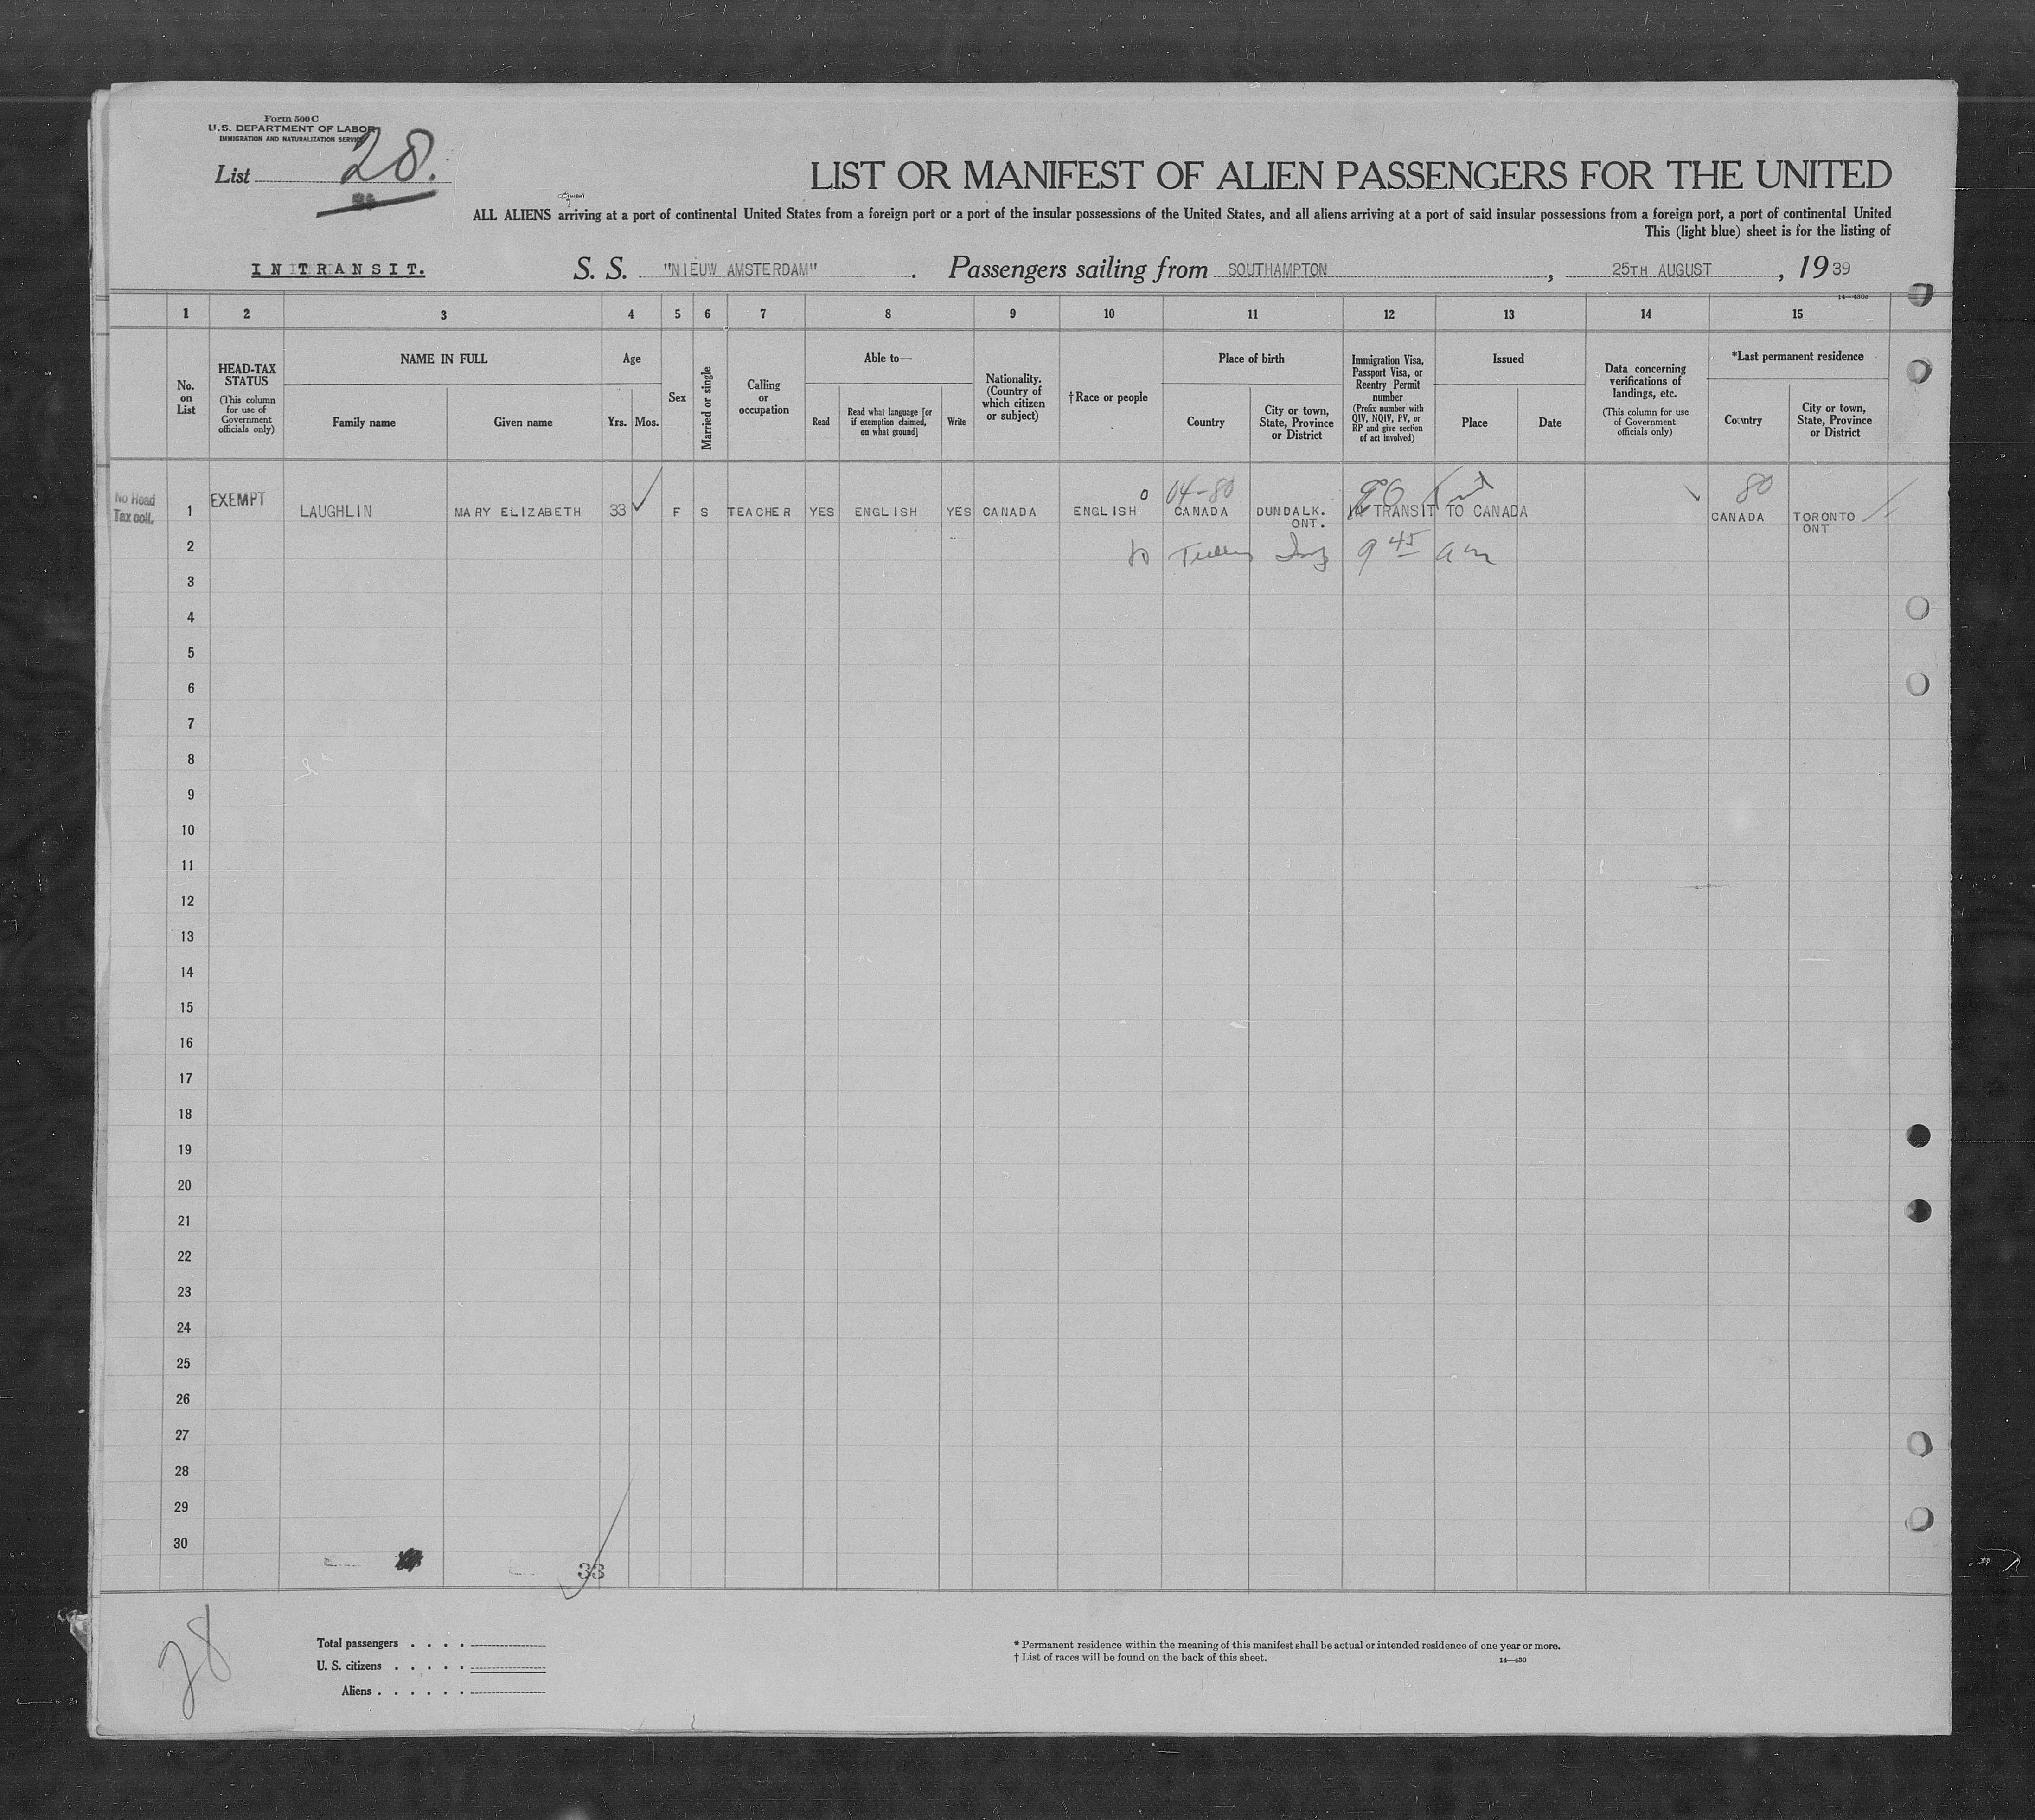 Form 500 C
U.S. DEPARTMENT OF LABOR
IMMIGRATION AND NATURALIZATION SERVICE
List 28.
LIST OR MANIFEST OF ALIEN PASSENGERS FOR THE UNITED
ALL ALIENS arriving at a port of continental United States from a foreign port or a port of the insular possessions of the United States, and all aliens arriving at a port of said insular possessions from a foreign port, a port of continental United
This (light blue) sheet is for the listing of
IN TRANSIT. S. S. "NIEUW AMSTERDAM" . Passengers sailing from SOUTHAMPTON , 25TH AUGUST , 19 39
14—430a
1 2 3 4 5 6 7 8 9 10 11 12 13 14 15
No. on List
HEAD-TAX STATUS
(This column for use of Government officials only)
NAME IN FULL
Family name
Given name
Age
Yrs.
Mos.
Sex
Married or single
Calling or occupation
Able to—
Read
Read what language [or if exemption claimed, on what ground]
Write
Nationality. (Country of which citizen or subject)
†Race or people
Place of birth
Country
City or town, State, Province or District
Immigration Visa, Passport Visa, or Reentry Permit number
(Prefix number with QIV, NQIV, PV, or RP and give section of act involved)
Issued
Place
Date
Data concerning verifications of landings, etc.
(This column for use of Government officials only)
*Last permanent residence
Country
City or town, State, Province or District
No Head
Tax coll.
04-80
80
1 EXEMPT LAUGHLIN MARY ELIZABETH 33 F S TEACHER YES ENGLISH YES CANADA ENGLISH CANADA DUNDALK. ONT. IN TRANSIT TO CANADA CANADA TORONTO ONT
2 9 45 am
3
4
5
6
7
8
9
10
11
12
13
14
15
16
17
18
19
20
21
22
23
24
25
26
27
28
29
30
33
28
Total passengers . . . .
U. S. citizens . . . . .
Aliens . . . . . .
* Permanent residence within the meaning of this manifest shall be actual or intended residence of one year or more.
† List of races will be found on the back of this sheet.
14—430